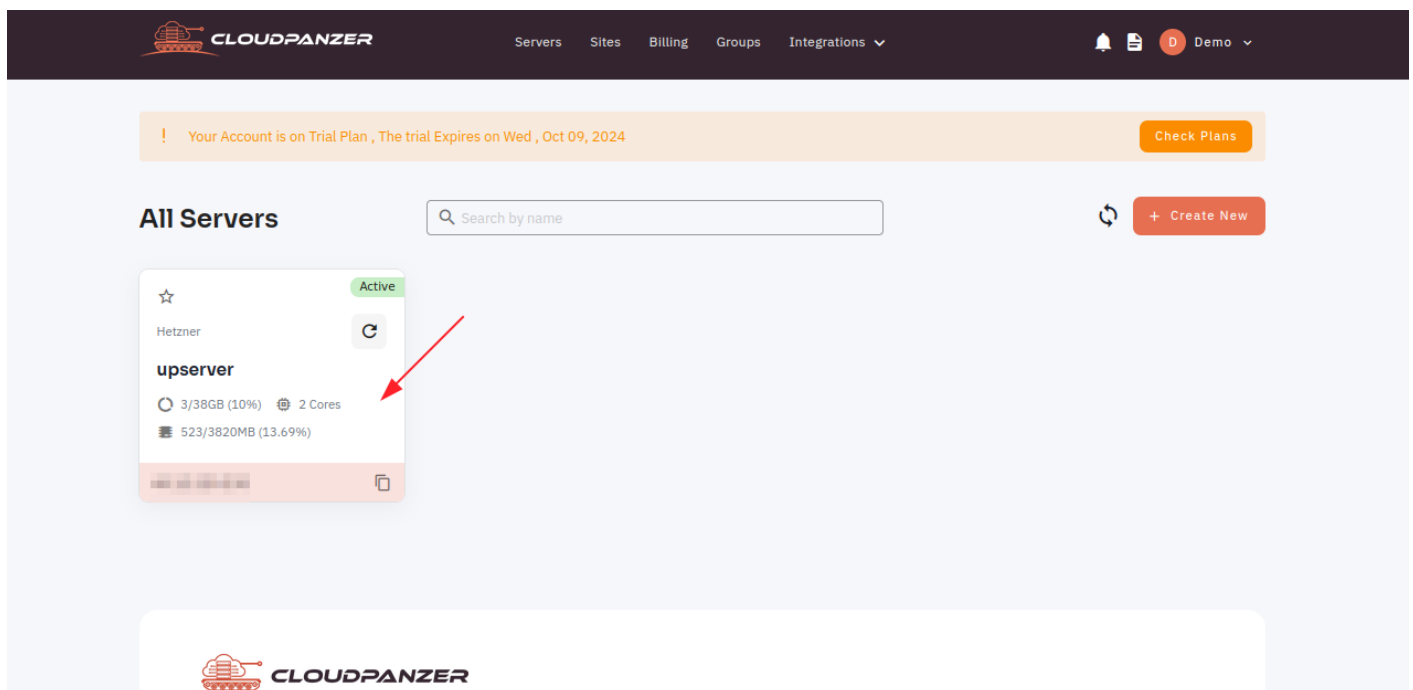 CLOUDPANZER
Servers Sites Billing Groups Integrations
D Demo
! Your Account is on Trial Plan , The trial Expires on Wed , Oct 09, 2024
Check Plans
All Servers
Search by name
+ Create New
Active
Hetzner
upserver
3/38GB (10%) 2 Cores
523/3820MB (13.69%)
CLOUDPANZER